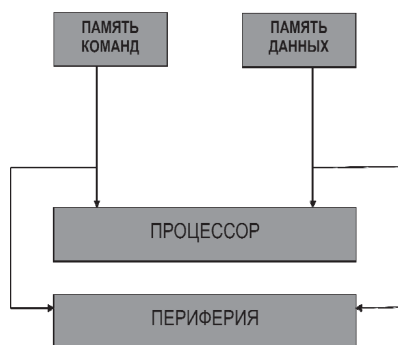 ПАМЯТЬ
КОМАНД
ПАМЯТЬ
ДАННЫХ
ПРОЦЕССОР
ПЕРИФЕРИЯ